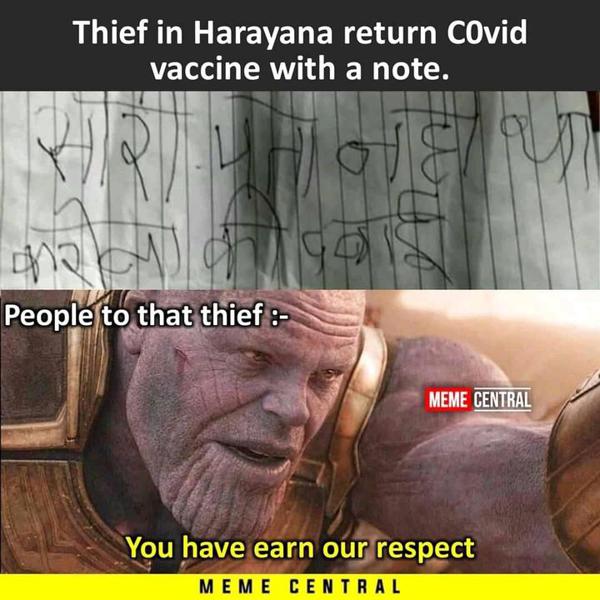 Thief in Harayana return C0vid
vaccine with a note.
सोरी पता नही था
कोरोना की दवाई
People to that thief :-
MEME CENTRAL
You have earn our respect
MEME CENTRAL